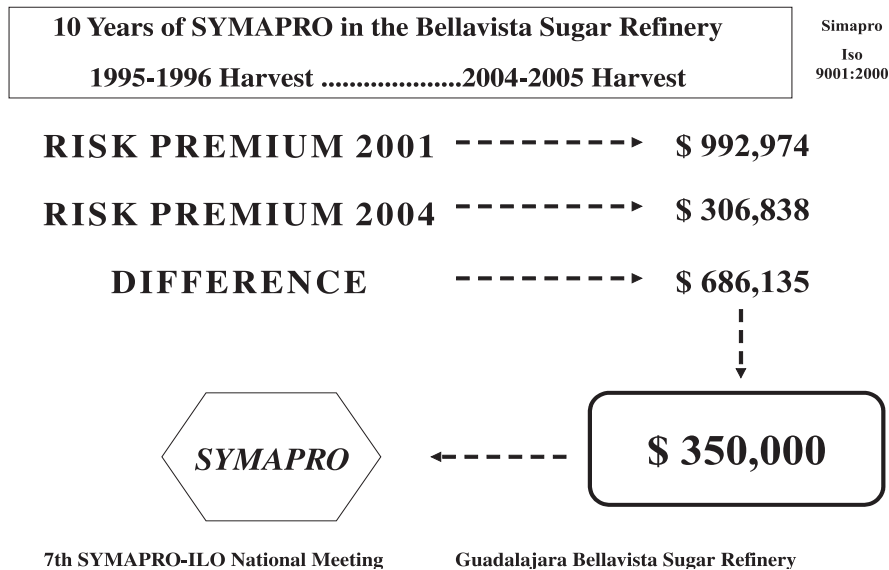 10 Years of SYMAPRO in the Bellavista Sugar Refinery
1995-1996 Harvest .....................2004-2005 Harvest
Simapro
Iso
9001:2000
RISK PREMIUM 2001 $ 992,974
RISK PREMIUM 2004 $ 306,838
DIFFERENCE $ 686,135
$ 350,000
SYMAPRO
7th SYMAPRO-ILO National Meeting Guadalajara Bellavista Sugar Refinery